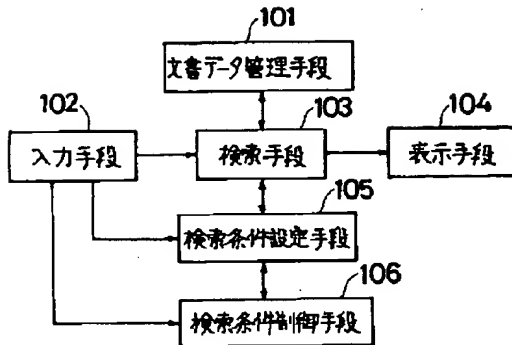 101
文書データ管理手段
102
103
104
入力手段
検索手段
表示手段
105
検索条件設定手段
106
検索条件制御手段